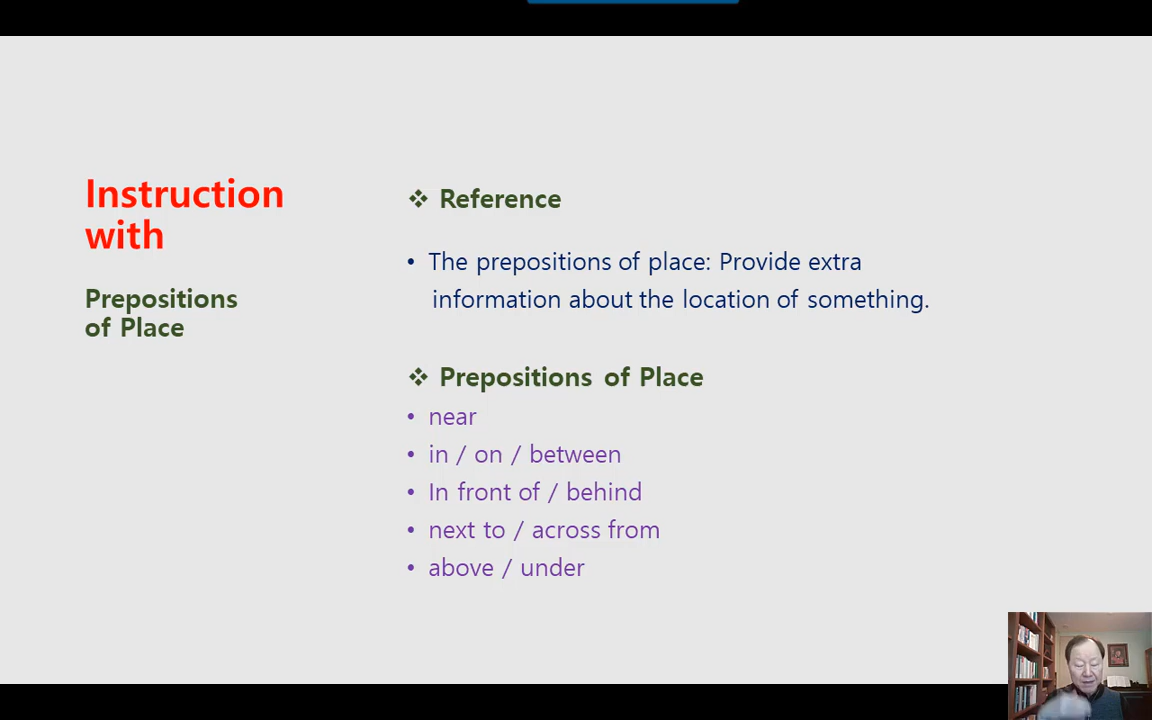 Instruction
with
Prepositions
of Place
❖ Reference
• The prepositions of place: Provide extra
information about the location of something.
❖ Prepositions of Place
• near
• in / on / between
• In front of / behind
• next to / across from
• above / under